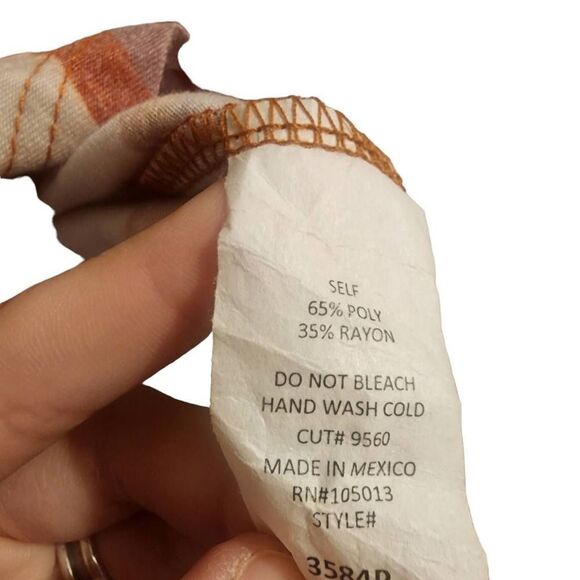 SELF
65% POLY
35% RAYON
DO NOT BLEACH
HAND WASH COLD
CUT# 9560
MADE IN MEXICO
RN#105013
STYLE#